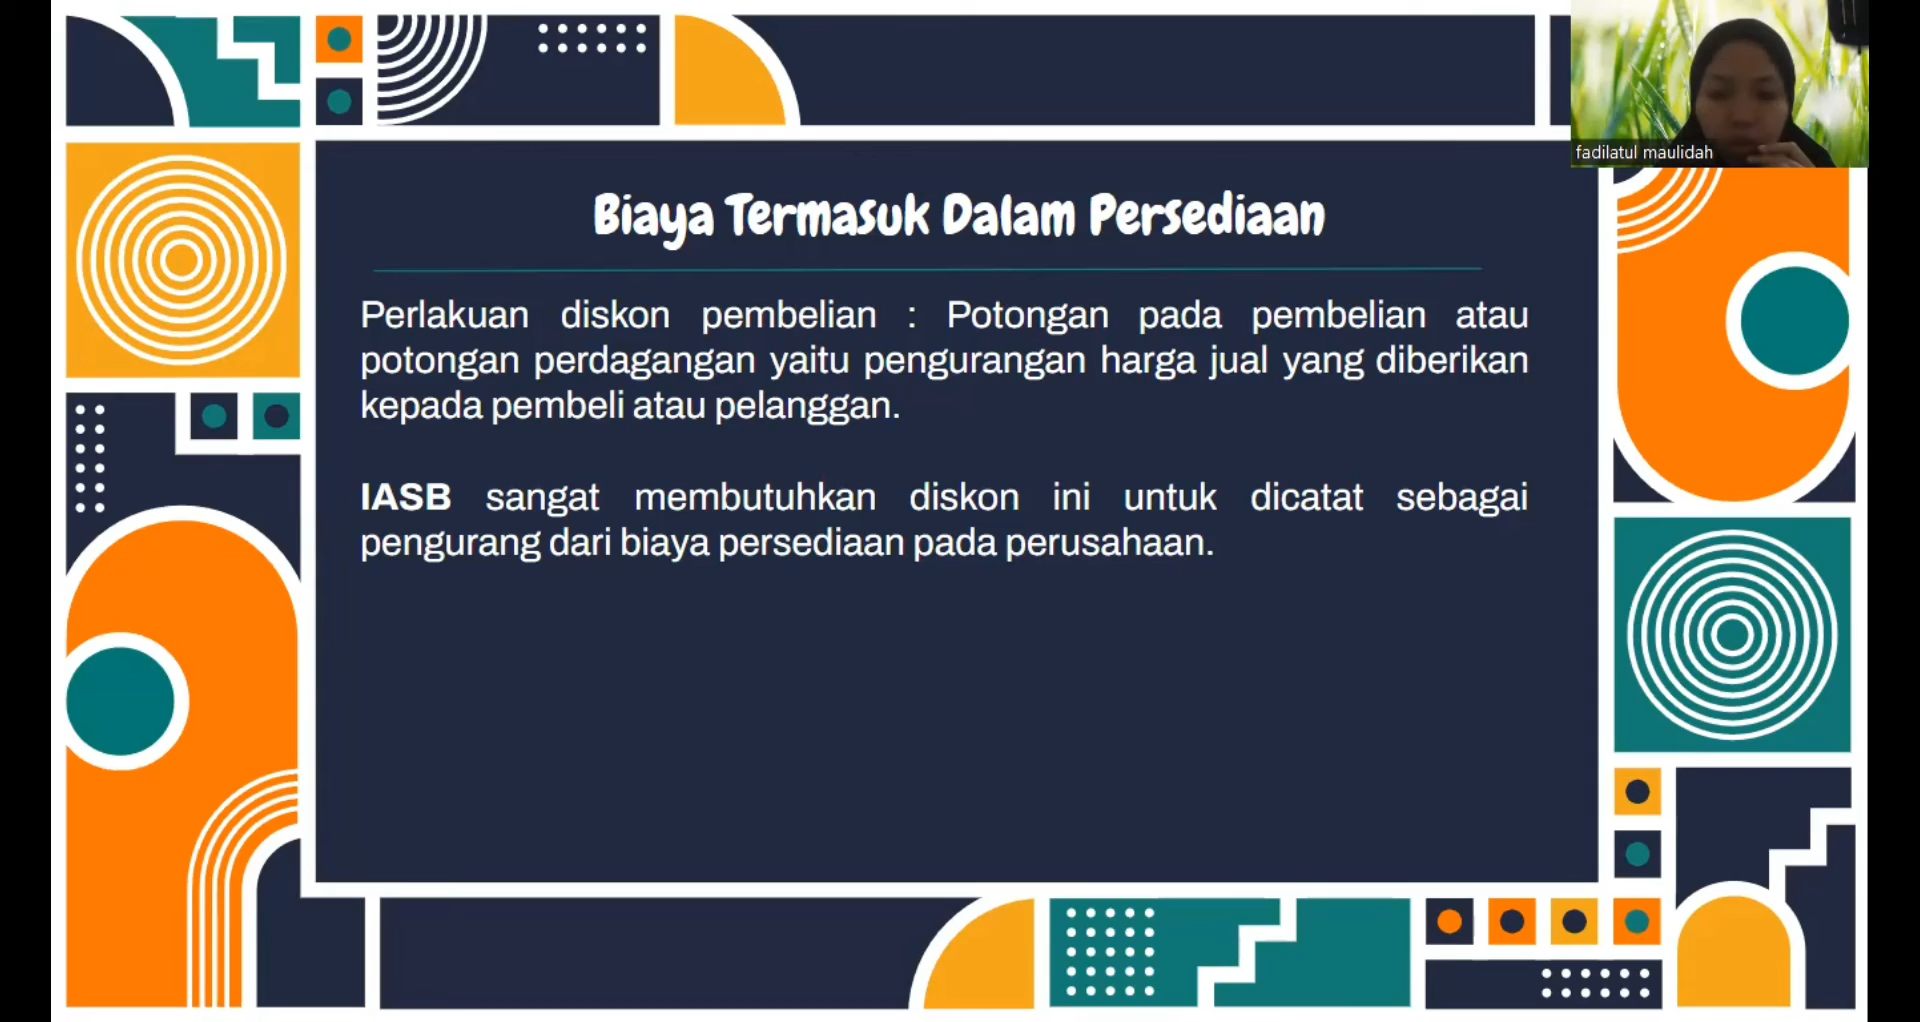 fadilatul maulidah
Biaya Termasuk Dalam Persediaan
Perlakuan diskon pembelian : Potongan pada pembelian atau
potongan perdagangan yaitu pengurangan harga jual yang diberikan
kepada pembeli atau pelanggan.
IASB sangat membutuhkan diskon ini untuk dicatat sebagai
pengurang dari biaya persediaan pada perusahaan.